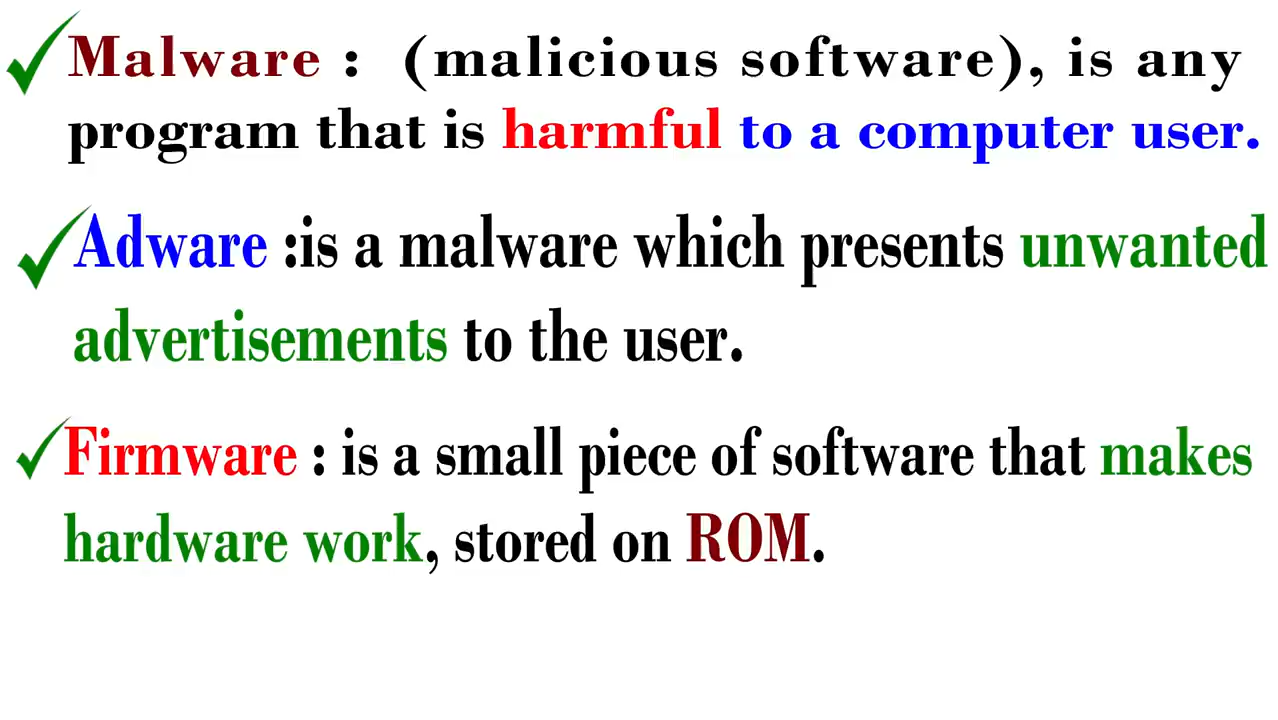 Malware : (malicious software), is any
program that is harmful to a computer user.
Adware :is a malware which presents unwanted
advertisements to the user.
Firmware : is a small piece of software that makes
hardware work, stored on ROM.